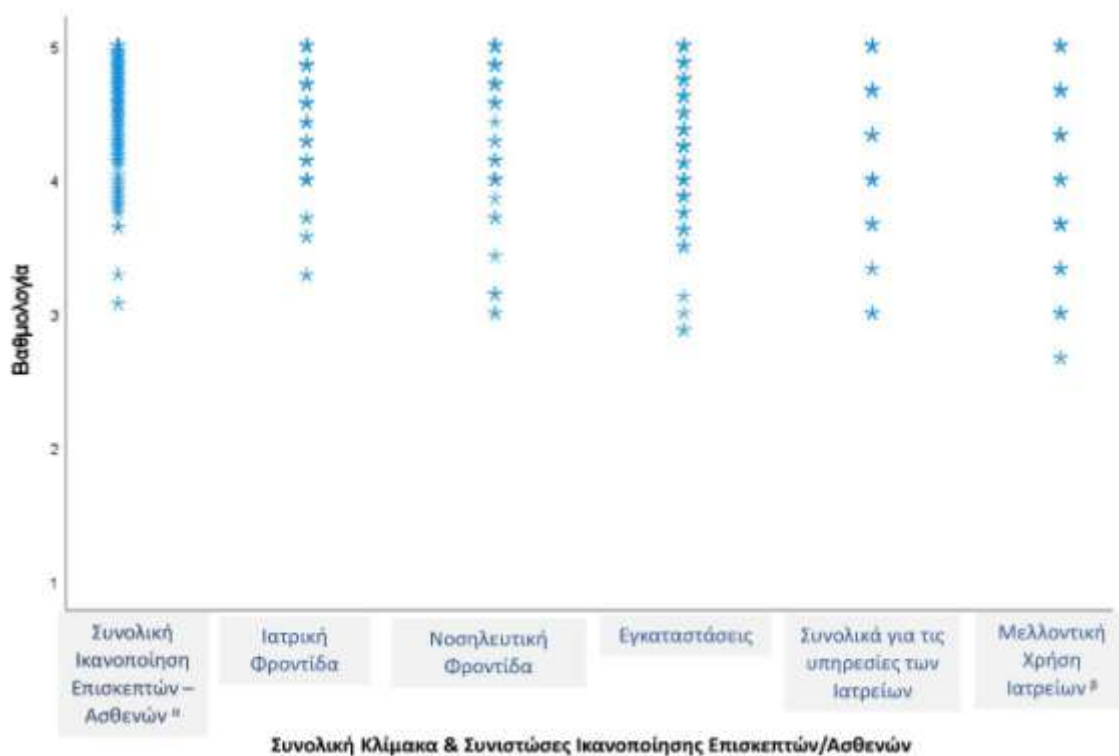 5
4
3
2
1
Βαθμολογία
Συνολική
Ικανοποίηση
Επισκεπτών –
Ασθενών α
Ιατρική
Φροντίδα
Νοσηλευτική
Φροντίδα
Εγκαταστάσεις
Συνολικά για τις
υπηρεσίες των
Ιατρείων
Μελλοντική
Χρήση
Ιατρείων β
Συνολική Κλίμακα & Συνιστώσες Ικανοποίησης Επισκεπτών/Ασθενών